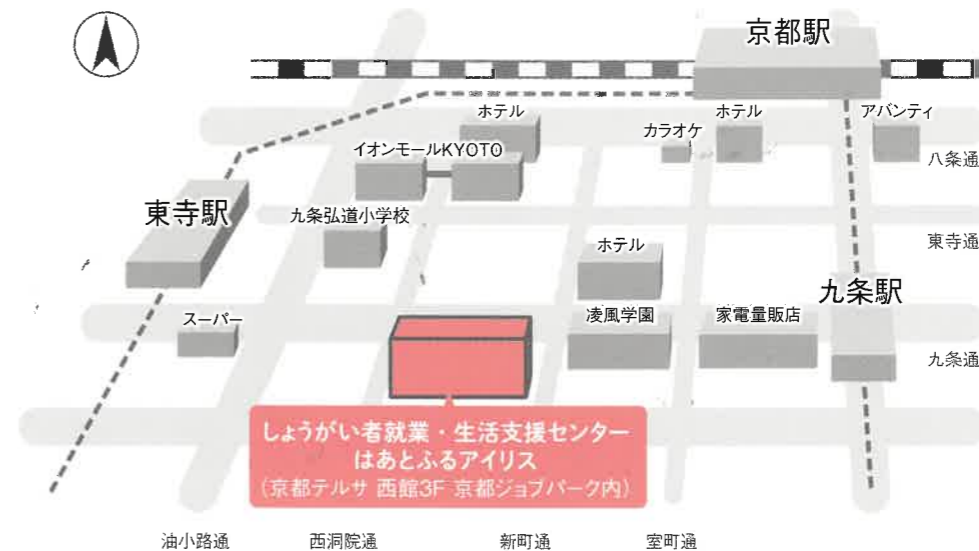 京都駅
ホテル
カラオケ
ホテル
アバンティ
イオンモールKYOTO
八条通
東寺駅
九条弘道小学校
ホテル
東寺通
九条駅
スーパー
凌風学園
家電量販店
九条通
しょうがい者就業・生活支援センター
はあとふるアイリス
(京都テルサ 西館3F 京都ジョブパーク内)
油小路通
西洞院通
新町通
室町通